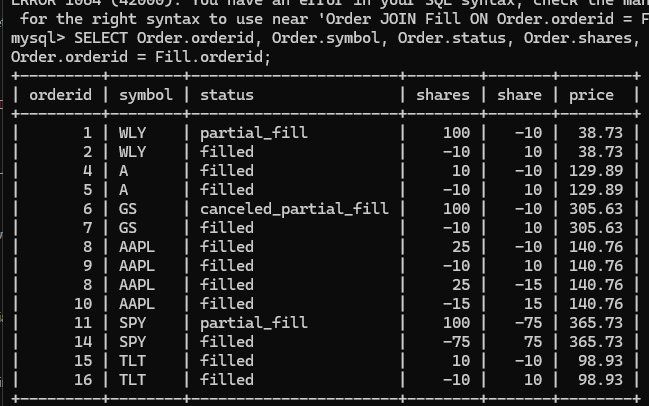 ERROR 1064 (42000): You have an error in your SQL syntax; check the man
for the right syntax to use near 'Order JOIN Fill ON Order.orderid = F
mysql> SELECT Order.orderid, Order.symbol, Order.status, Order.shares,
Order.orderid = Fill.orderid;
+---------+--------+----------------------+--------+-------+--------+
| orderid | symbol | status | shares | share | price |
+---------+--------+----------------------+--------+-------+--------+
| 1 | WLY | partial_fill | 100 | -10 | 38.73 |
| 2 | WLY | filled | -10 | 10 | 38.73 |
| 4 | A | filled | 10 | -10 | 129.89 |
| 5 | A | filled | -10 | 10 | 129.89 |
| 6 | GS | canceled_partial_fill | 100 | -10 | 305.63 |
| 7 | GS | filled | -10 | 10 | 305.63 |
| 8 | AAPL | filled | 25 | -10 | 140.76 |
| 9 | AAPL | filled | -10 | 10 | 140.76 |
| 8 | AAPL | filled | 25 | -15 | 140.76 |
| 10 | AAPL | filled | -15 | 15 | 140.76 |
| 11 | SPY | partial_fill | 100 | -75 | 365.73 |
| 14 | SPY | filled | -75 | 75 | 365.73 |
| 15 | TLT | filled | 10 | -10 | 98.93 |
| 16 | TLT | filled | -10 | 10 | 98.93 |
+---------+--------+----------------------+--------+-------+--------+